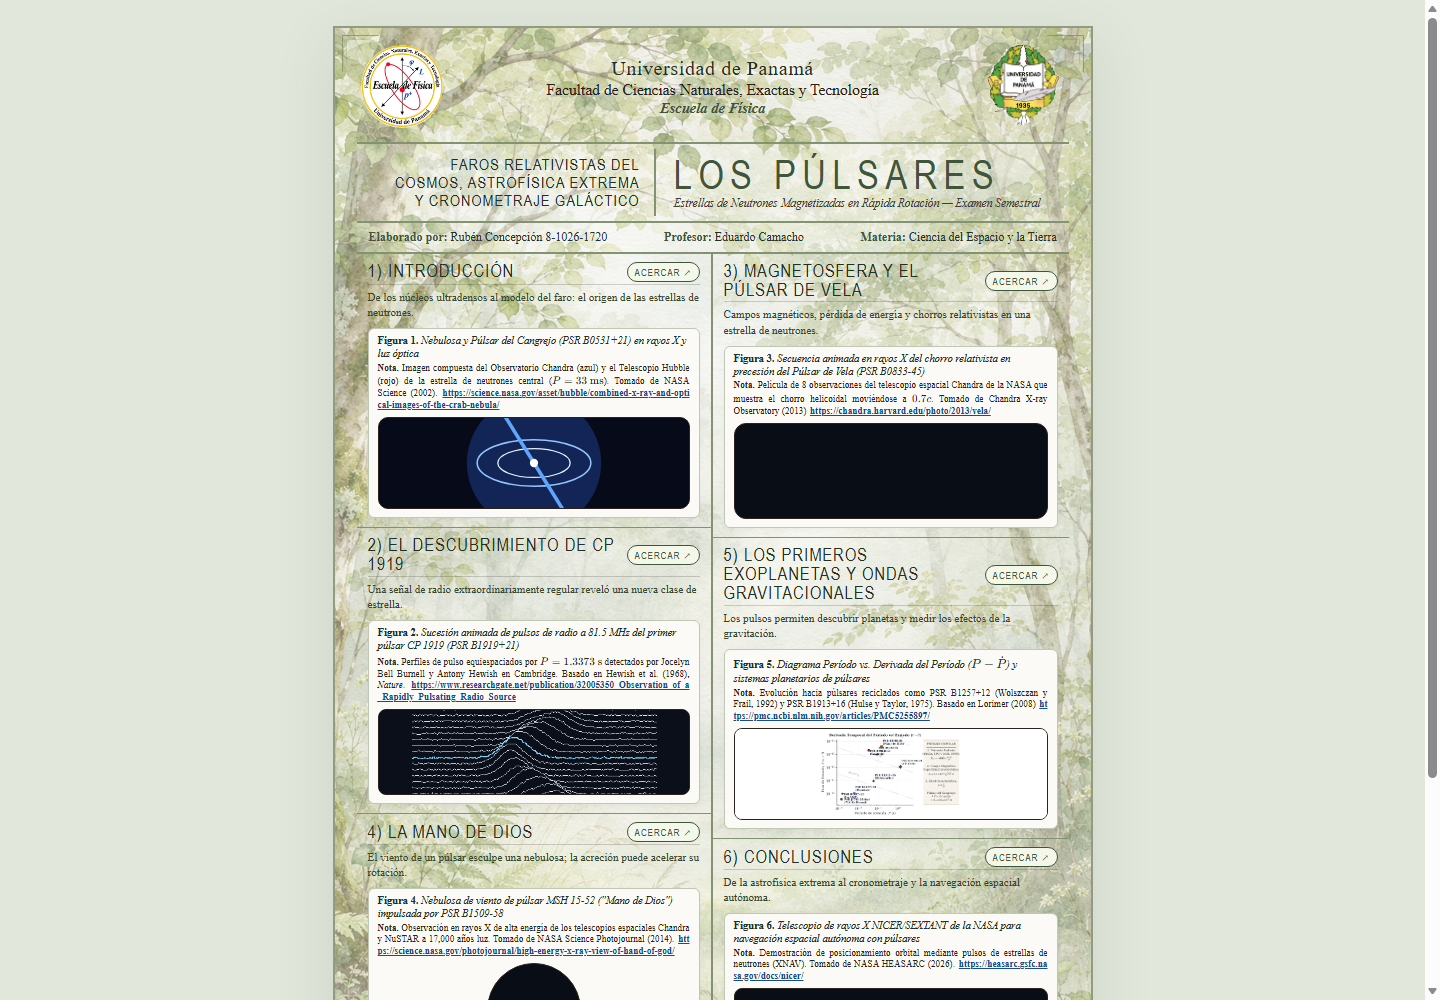 Facultad de Ciencias Naturales, Exactas y Tecnología
Escuela de Física
Universidad de Panamá
Universidad de Panamá
Facultad de Ciencias Naturales, Exactas y Tecnología
Escuela de Física
UNIVERSIDAD
DE
PANAMÁ
1935
FAROS RELATIVISTAS DEL
COSMOS, ASTROFÍSICA EXTREMA
Y CRONOMETRAJE GALÁCTICO
LOS PÚLSARES
Estrellas de Neutrones Magnetizadas en Rápida Rotación — Examen Semestral
Elaborado por: Rubén Concepción 8-1026-1720
Profesor: Eduardo Camacho
Materia: Ciencia del Espacio y la Tierra
1) INTRODUCCIÓN
ACERCAR ↗
De los núcleos ultradensos al modelo del faro: el origen de las estrellas de
neutrones.
Figura 1. Nebulosa y Púlsar del Cangrejo (PSR B0531+21) en rayos X y
luz óptica
Nota. Imagen compuesta del Observatorio Chandra (azul) y el Telescopio Hubble
(rojo) de la estrella de neutrones central (P = 33 ms). Tomado de NASA
Science (2002). https://science.nasa.gov/asset/hubble/combined-x-ray-and-opti
cal-images-of-the-crab-nebula/
2) EL DESCUBRIMIENTO DE CP
1919
ACERCAR ↗
Una señal de radio extraordinariamente regular reveló una nueva clase de
estrella.
Figura 2. Sucesión animada de pulsos de radio a 81.5 MHz del primer
púlsar CP 1919 (PSR B1919+21)
Nota. Perfiles de pulso equiespaciados por P = 1.3373 s detectados por Jocelyn
Bell Burnell y Antony Hewish en Cambridge. Basado en Hewish et al. (1968),
Nature. https://www.researchgate.net/publication/32005350_Observation_of_a
_Rapidly_Pulsating_Radio_Source
4) LA MANO DE DIOS
ACERCAR ↗
El viento de un púlsar esculpe una nebulosa; la acreción puede acelerar su
rotación.
Figura 4. Nebulosa de viento de púlsar MSH 15-52 ("Mano de Dios")
impulsada por PSR B1509-58
Nota. Observación en rayos X de alta energía de los telescopios espaciales Chandra
y NuSTAR a 17,000 años luz. Tomado de NASA Science Photojournal (2014). htt
ps://science.nasa.gov/photojournal/high-energy-x-ray-view-of-hand-of-god/
3) MAGNETOSFERA Y EL
PÚLSAR DE VELA
ACERCAR ↗
Campos magnéticos, pérdida de energía y chorros relativistas en una
estrella de neutrones.
Figura 3. Secuencia animada en rayos X del chorro relativista en
precesión del Púlsar de Vela (PSR B0833-45)
Nota. Película de 8 observaciones del telescopio espacial Chandra de la NASA que
muestra el chorro helicoidal moviéndose a 0.7c. Tomado de Chandra X-ray
Observatory (2013) https://chandra.harvard.edu/photo/2013/vela/
5) LOS PRIMEROS
EXOPLANETAS Y ONDAS
GRAVITACIONALES
ACERCAR ↗
Los pulsos permiten descubrir planetas y medir los efectos de la
gravitación.
Figura 5. Diagrama Período vs. Derivada del Período (P − Ṗ) y
sistemas planetarios de púlsares
Nota. Evolución hacia púlsares reciclados como PSR B1257+12 (Wolszczan y
Frail, 1992) y PSR B1913+16 (Hulse y Taylor, 1975). Basado en Lorimer (2008) ht
tps://pmc.ncbi.nlm.nih.gov/articles/PMC5255897/
6) CONCLUSIONES
ACERCAR ↗
De la astrofísica extrema al cronometraje y la navegación espacial
autónoma.
Figura 6. Telescopio de rayos X NICER/SEXTANT de la NASA para
navegación espacial autónoma con púlsares
Nota. Demostración de posicionamiento orbital mediante pulsos de estrellas de
neutrones (XNAV). Tomado de NASA HEASARC (2026). https://heasarc.gsfc.na
sa.gov/docs/nicer/